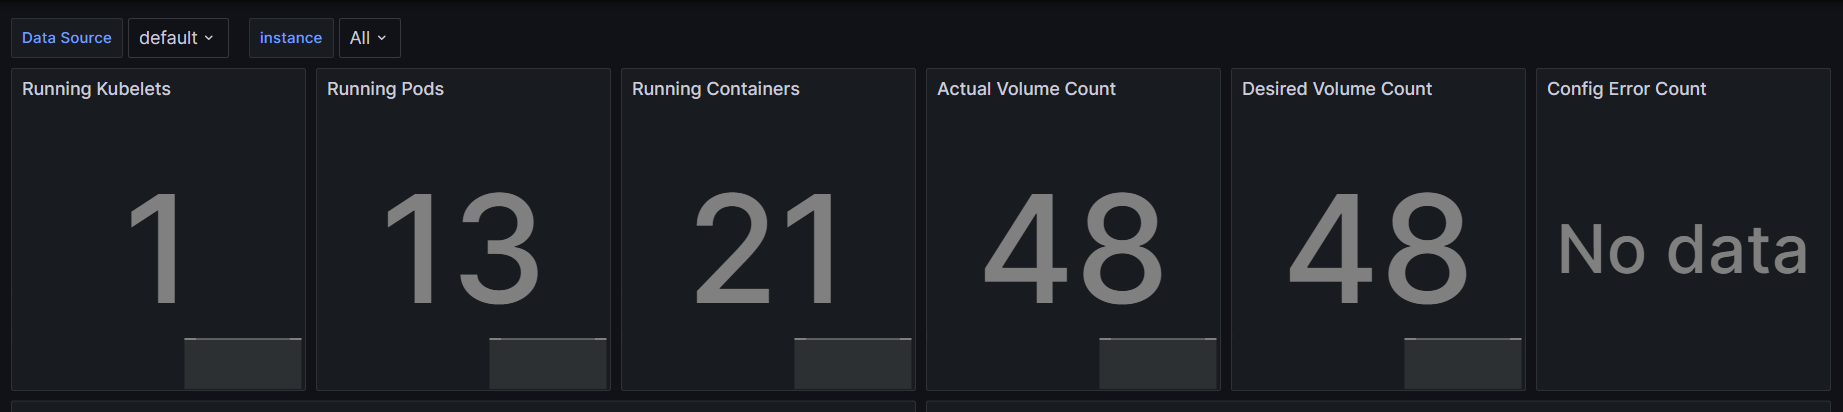 Data Source default instance All
Running Kubelets
1
Running Pods
13
Running Containers
21
Actual Volume Count
48
Desired Volume Count
48
Config Error Count
No data